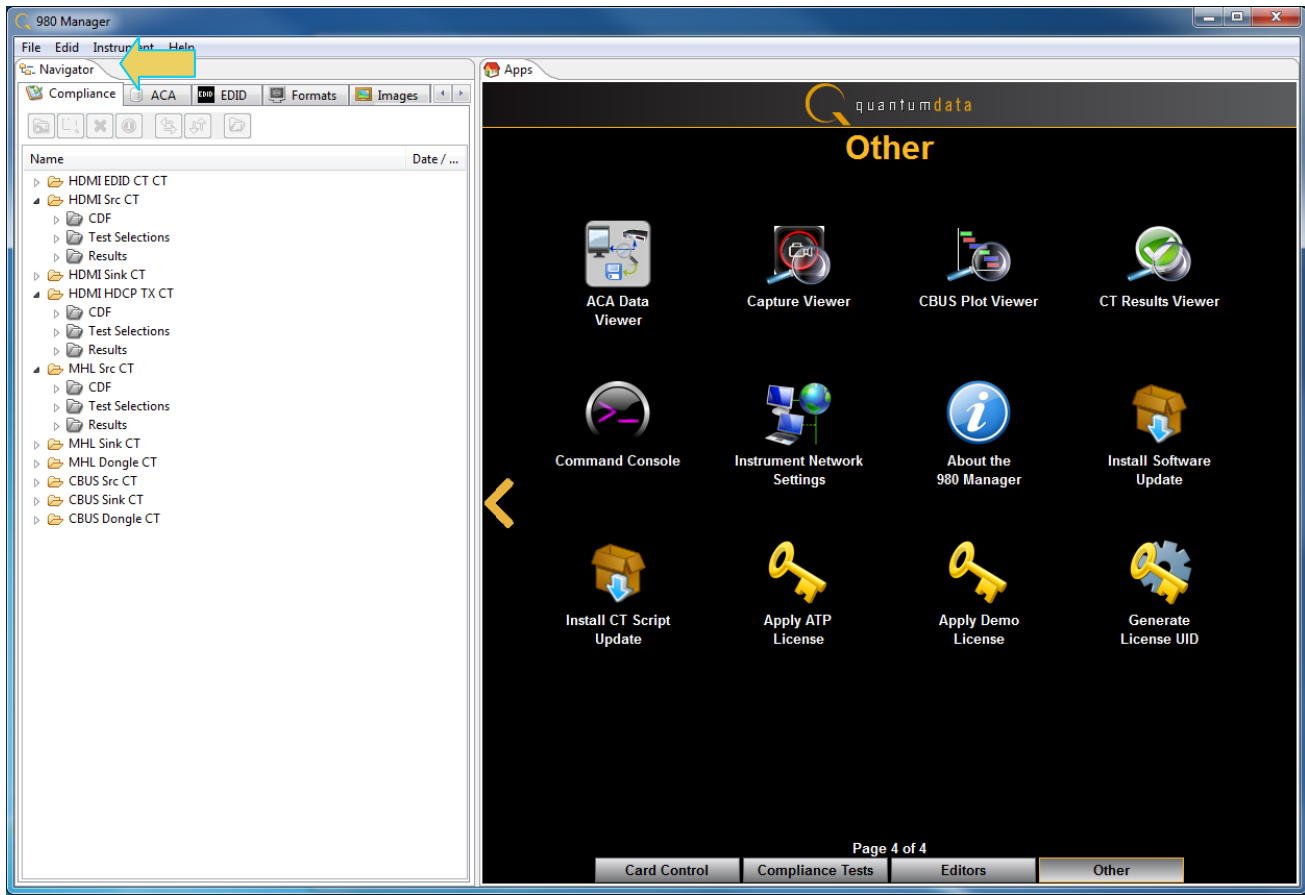 980 Manager
File Edid Instrument Help
Navigator
Apps
Compliance ACA EDID EDID Formats Images
Name Date / ...
HDMI EDID CT CT
HDMI Src CT
CDF
Test Selections
Results
HDMI Sink CT
HDMI HDCP TX CT
CDF
Test Selections
Results
MHL Src CT
CDF
Test Selections
Results
MHL Sink CT
MHL Dongle CT
CBUS Src CT
CBUS Sink CT
CBUS Dongle CT
quantumdata
Other
ACA Data
Viewer
Capture Viewer
CBUS Plot Viewer
CT Results Viewer
Command Console
Instrument Network
Settings
About the
980 Manager
Install Software
Update
Install CT Script
Update
Apply ATP
License
Apply Demo
License
Generate
License UID
Page 4 of 4
Card Control Compliance Tests Editors Other